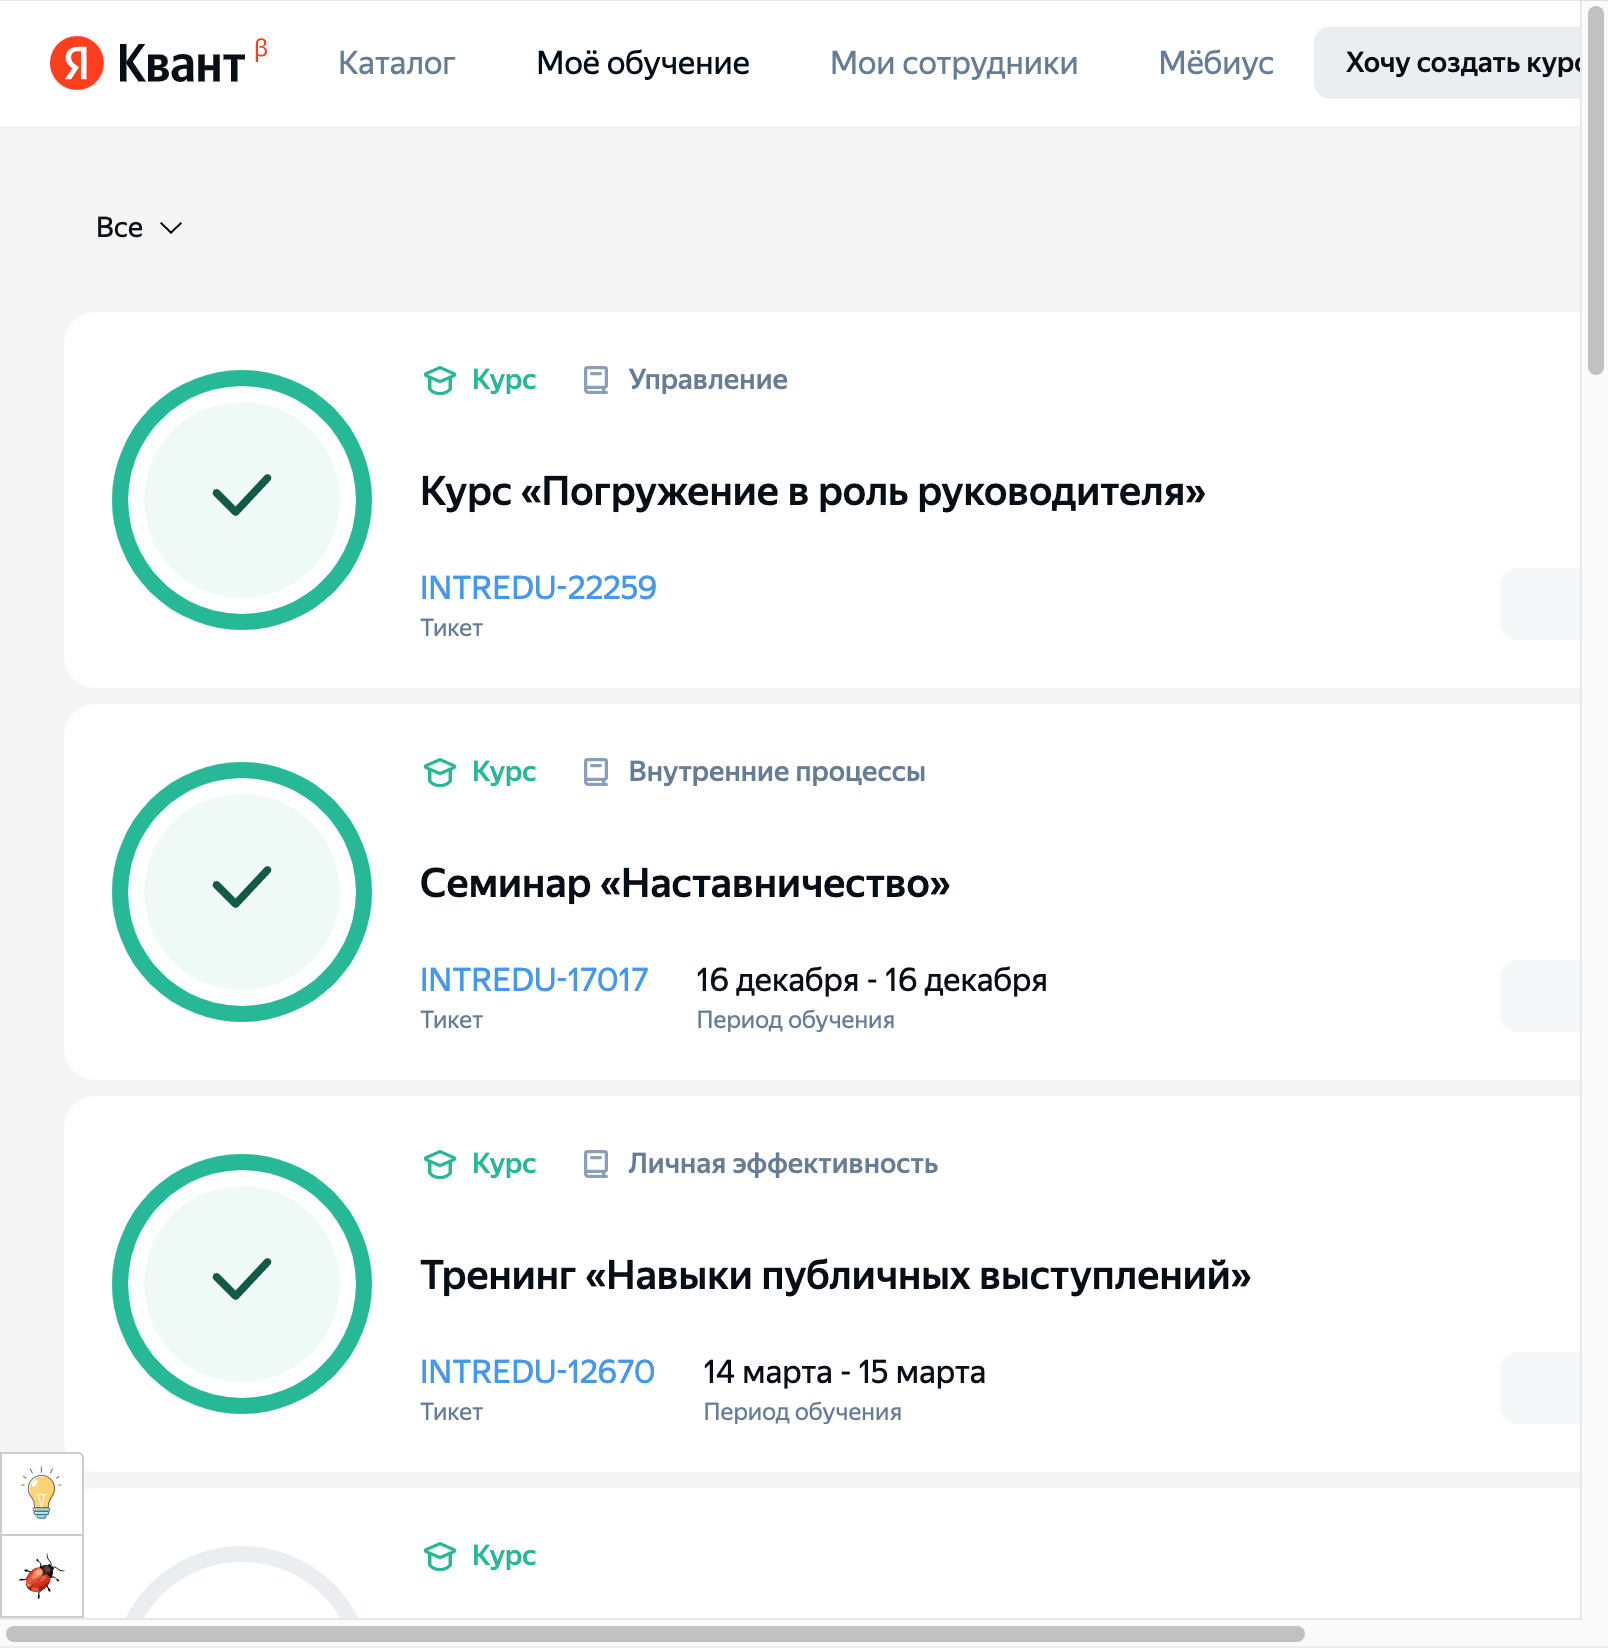 Я Квант β
Каталог
Моё обучение
Мои сотрудники
Мёбиус
Хочу создать курс
Все
Курс
Управление
Курс «Погружение в роль руководителя»
INTREDU-22259
Тикет
Курс
Внутренние процессы
Семинар «Наставничество»
INTREDU-17017
16 декабря - 16 декабря
Тикет
Период обучения
Курс
Личная эффективность
Тренинг «Навыки публичных выступлений»
INTREDU-12670
14 марта - 15 марта
Тикет
Период обучения
Курс